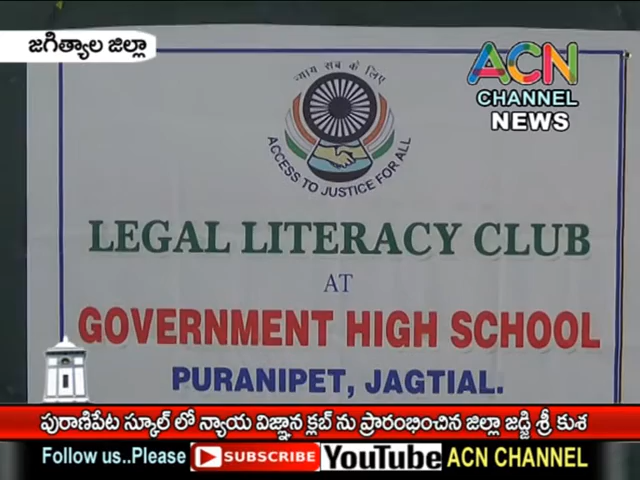 జగిత్యాల జిల్లా
ACN
CHANNEL
NEWS
न्याय सब के लिए
ACCESS TO JUSTICE FOR ALL
LEGAL LITERACY CLUB
AT
GOVERNMENT HIGH SCHOOL
PURANIPET, JAGTIAL.
పురాణిపేట స్కూల్ లో న్యాయ విజ్ఞాన క్లబ్ ను ప్రారంభించిన జిల్లా జడ్జి శ్రీ కుశ
Follow us..Please SUBSCRIBE YouTube ACN CHANNEL